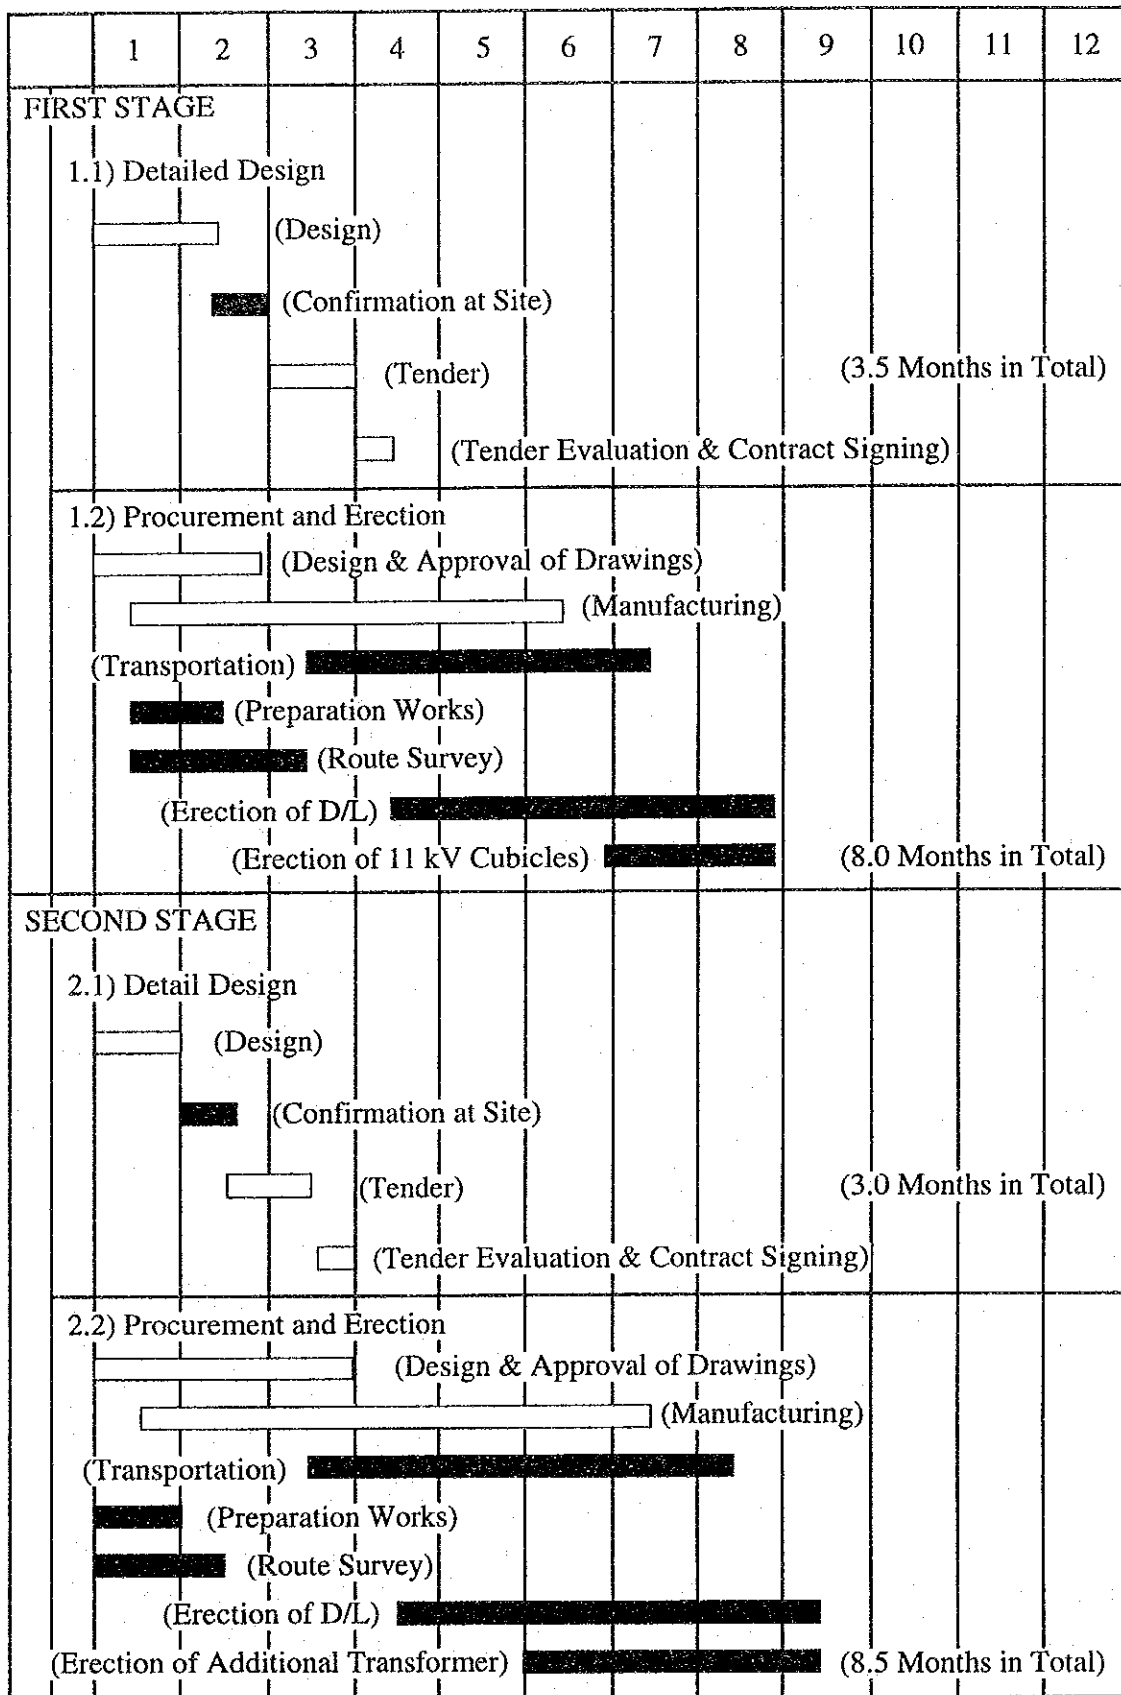 1 2 3 4 5 6 7 8 9 10 11 12
FIRST STAGE
1.1) Detailed Design
(Design)
(Confirmation at Site)
(Tender) (3.5 Months in Total)
(Tender Evaluation & Contract Signing)
1.2) Procurement and Erection
(Design & Approval of Drawings)
(Manufacturing)
(Transportation)
(Preparation Works)
(Route Survey)
(Erection of D/L)
(Erection of 11 kV Cubicles) (8.0 Months in Total)
SECOND STAGE
2.1) Detail Design
(Design)
(Confirmation at Site)
(Tender) (3.0 Months in Total)
(Tender Evaluation & Contract Signing)
2.2) Procurement and Erection
(Design & Approval of Drawings)
(Manufacturing)
(Transportation)
(Preparation Works)
(Route Survey)
(Erection of D/L)
(Erection of Additional Transformer) (8.5 Months in Total)